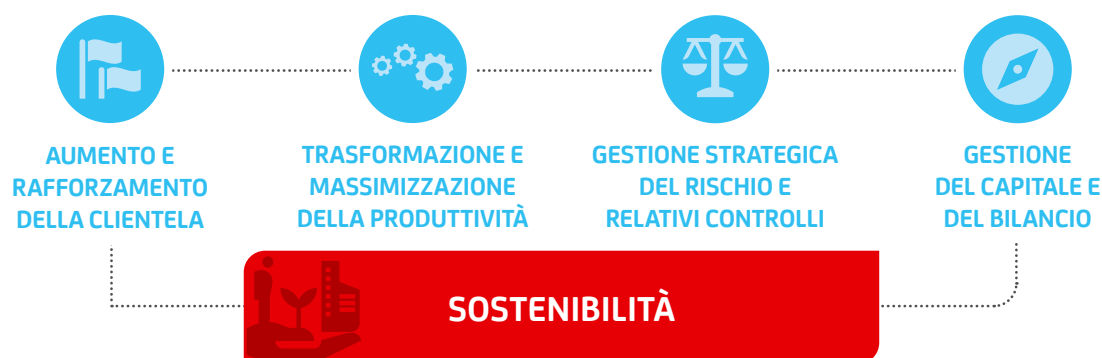 AUMENTO E
RAFFORZAMENTO
DELLA CLIENTELA
TRASFORMAZIONE E
MASSIMIZZAZIONE
DELLA PRODUTTIVITÀ
GESTIONE STRATEGICA
DEL RISCHIO E
RELATIVI CONTROLLI
GESTIONE
DEL CAPITALE E
DEL BILANCIO
SOSTENIBILITÀ